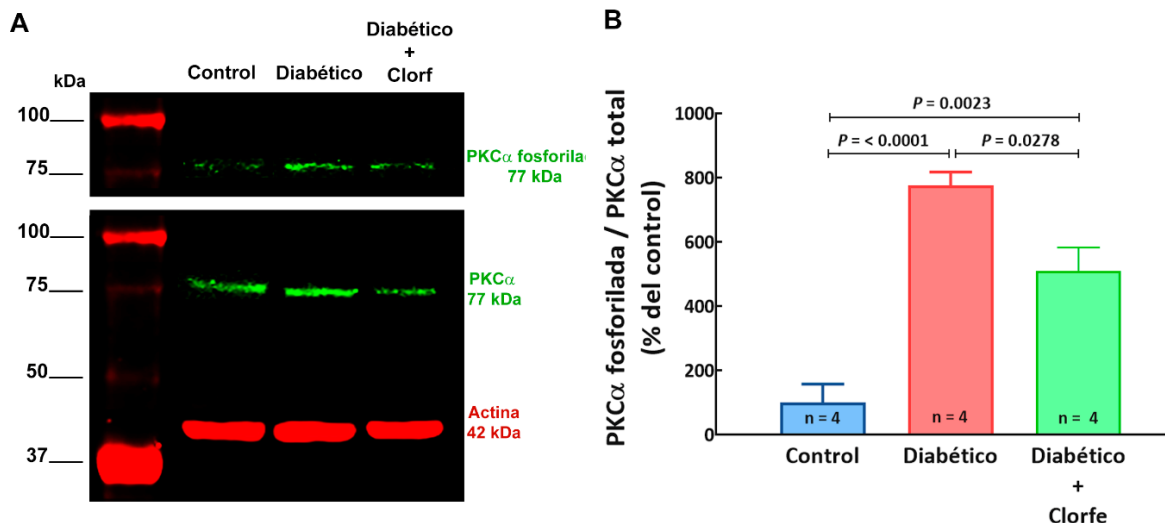 A
kDa
Control
Diabético
Diabético
+
Clorf
100
75
PKCα fosforila
77 kDa
100
75
PKCα
77 kDa
50
Actina
42 kDa
37
B
PKCα fosforilada / PKCα total
(% del control)
1000
800
600
400
200
0
P = 0.0023
P = < 0.0001
P = 0.0278
n = 4
n = 4
n = 4
Control
Diabético
Diabético
+
Clorfe